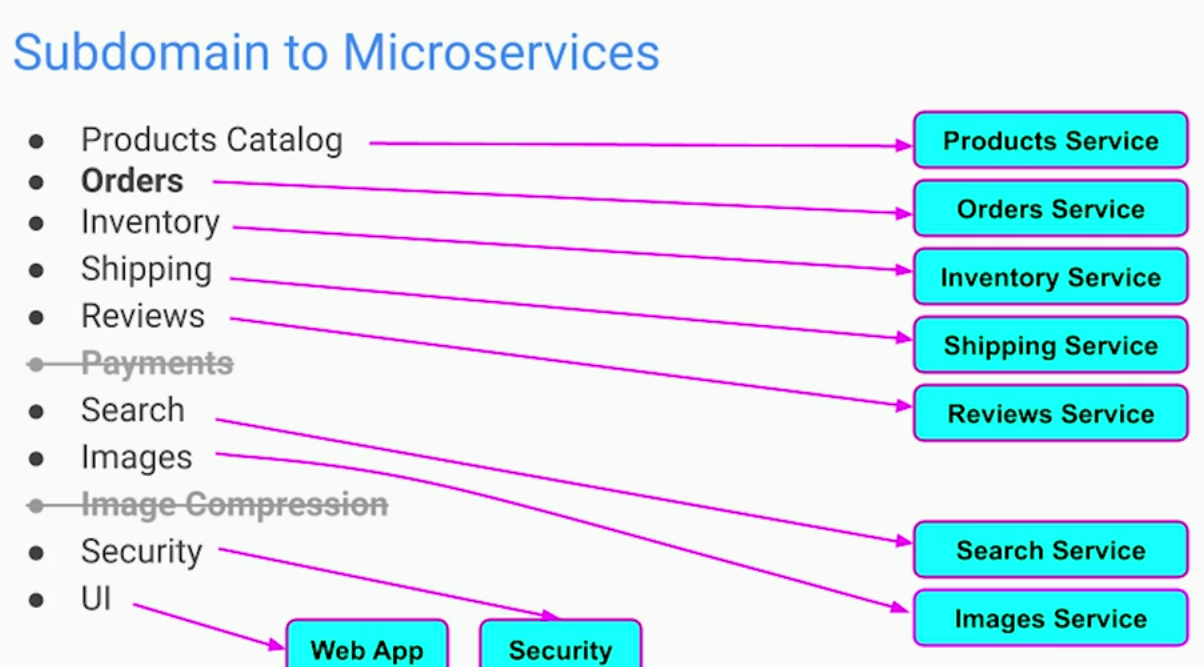 Subdomain to Microservices
Products Catalog
Orders
Inventory
Shipping
Reviews
Payments
Search
Images
Image Compression
Security
UI
Products Service
Orders Service
Inventory Service
Shipping Service
Reviews Service
Search Service
Images Service
Web App
Security